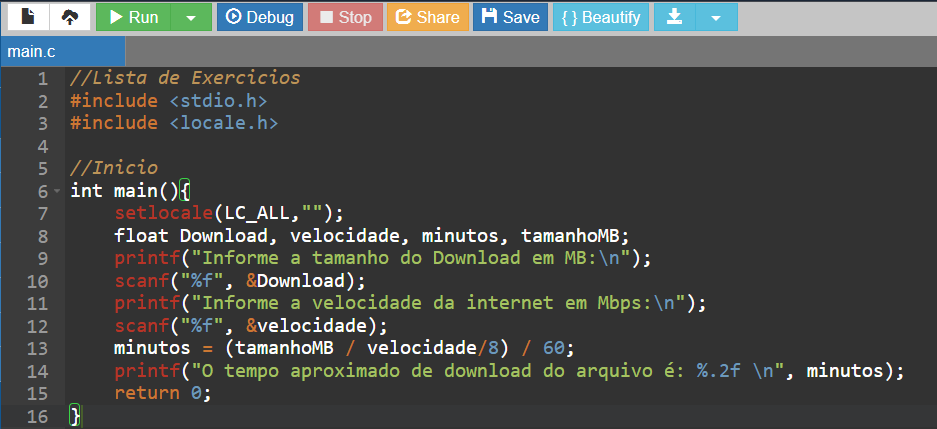 Run Debug Stop Share Save { } Beautify
main.c
1 //Lista de Exercicios
2 #include <stdio.h>
3 #include <locale.h>
4
5 //Inicio
6 int main(){
7     setlocale(LC_ALL,"");
8     float Download, velocidade, minutos, tamanhoMB;
9     printf("Informe a tamanho do Download em MB:\n");
10     scanf("%f", &Download);
11     printf("Informe a velocidade da internet em Mbps:\n");
12     scanf("%f", &velocidade);
13     minutos = (tamanhoMB / velocidade/8) / 60;
14     printf("O tempo aproximado de download do arquivo é: %.2f \n", minutos);
15     return 0;
16 }